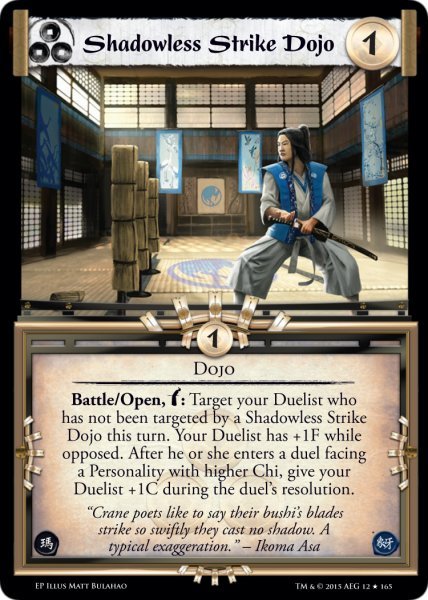 Shadowless Strike Dojo
1
1
Dojo
Battle/Open, : Target your Duelist who
has not been targeted by a Shadowless Strike
Dojo this turn. Your Duelist has +1F while
opposed. After he or she enters a duel facing
a Personality with higher Chi, give your
Duelist +1C during the duel's resolution.
"Crane poets like to say their bushi's blades
strike so swiftly they cast no shadow. A
typical exaggeration." – Ikoma Asa
EP Illus Matt Bulahao
TM & © 2015 AEG 12 ★ 165